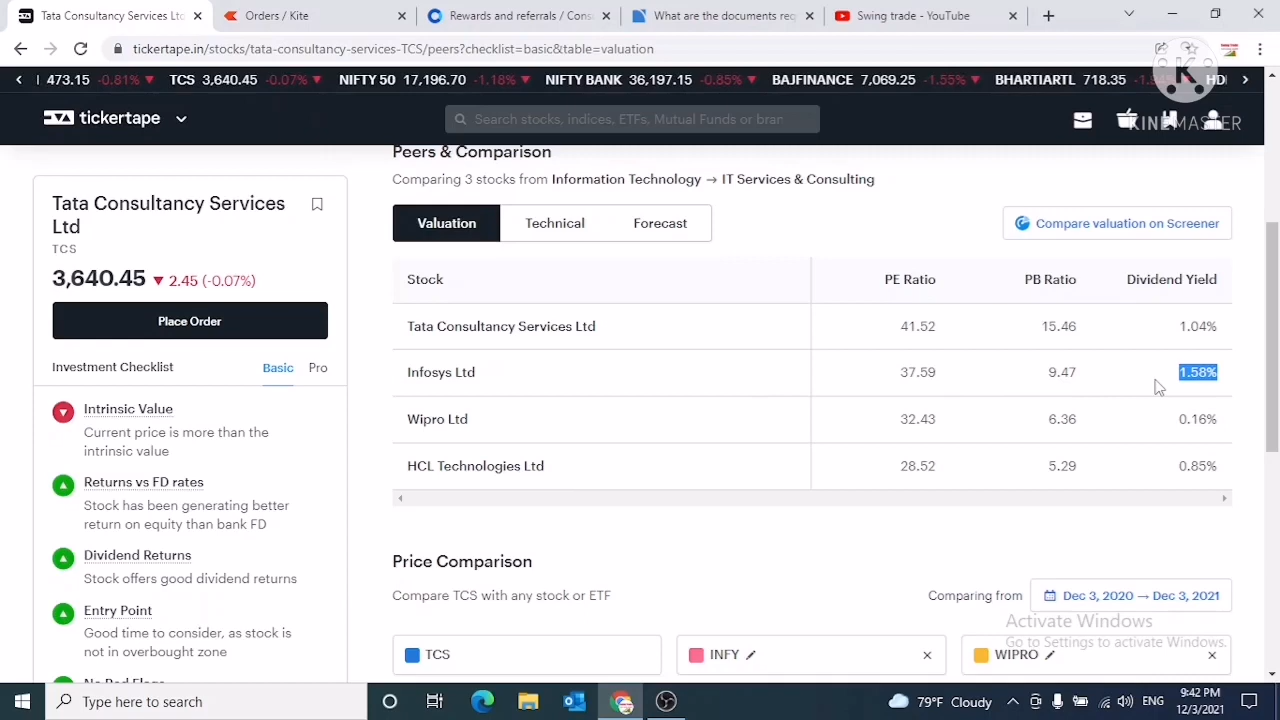 Tata Consultancy Services Ltd
Orders / Kite
Rewards and referrals / Cons
What are the documents req
Swing trade - YouTube
tickertape.in/stocks/tata-consultancy-services-TCS/peers?checklist=basic&table=valuation
473.15 -0.81% TCS 3,640.45 -0.07% NIFTY 50 17,196.70 -1.18% NIFTY BANK 36,197.15 -0.85% BAJFINANCE 7,069.25 -1.55% BHARTIARTL 718.35
tickertape
Search stocks, indices, ETFs, Mutual Funds or bran
K
KINEMASTER
Peers & Comparison
Comparing 3 stocks from Information Technology → IT Services & Consulting
Valuation Technical Forecast
Compare valuation on Screener
Tata Consultancy Services
Ltd
TCS
3,640.45 2.45 (-0.07%)
Place Order
Investment Checklist Basic Pro
Intrinsic Value
Current price is more than the
intrinsic value
Returns vs FD rates
Stock has been generating better
return on equity than bank FD
Dividend Returns
Stock offers good dividend returns
Entry Point
Good time to consider, as stock is
not in overbought zone
Stock PE Ratio PB Ratio Dividend Yield
Tata Consultancy Services Ltd 41.52 15.46 1.04%
Infosys Ltd 37.59 9.47 1.58%
Wipro Ltd 32.43 6.36 0.16%
HCL Technologies Ltd 28.52 5.29 0.85%
Price Comparison
Compare TCS with any stock or ETF
Comparing from Dec 3, 2020 → Dec 3, 2021
TCS INFY WIPRO
Activate Windows
Go to Settings to activate Windows.
Type here to search
79°F Cloudy
ENG
9:42 PM
12/3/2021